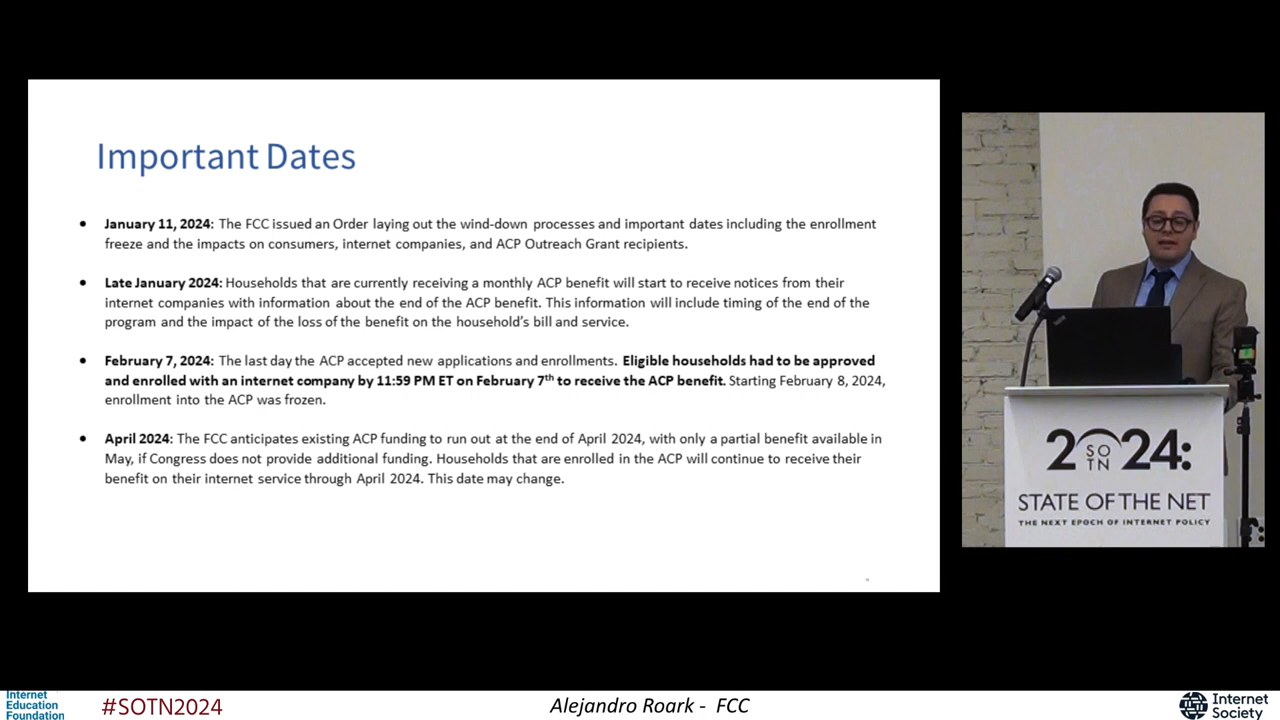 Important Dates
• January 11, 2024: The FCC issued an Order laying out the wind-down processes and important dates including the enrollment
freeze and the impacts on consumers, internet companies, and ACP Outreach Grant recipients.
• Late January 2024: Households that are currently receiving a monthly ACP benefit will start to receive notices from their
internet companies with information about the end of the ACP benefit. This information will include timing of the end of the
program and the impact of the loss of the benefit on the household's bill and service.
• February 7, 2024: The last day the ACP accepted new applications and enrollments. Eligible households had to be approved
and enrolled with an internet company by 11:59 PM ET on February 7th to receive the ACP benefit. Starting February 8, 2024,
enrollment into the ACP was frozen.
• April 2024: The FCC anticipates existing ACP funding to run out at the end of April 2024, with only a partial benefit available in
May, if Congress does not provide additional funding. Households that are enrolled in the ACP will continue to receive their
benefit on their internet service through April 2024. This date may change.
2024:
SO
TN
STATE OF THE NET
THE NEXT EPOCH OF INTERNET POLICY
Internet
Education
Foundation
#SOTN2024
Alejandro Roark - FCC
Internet
Society